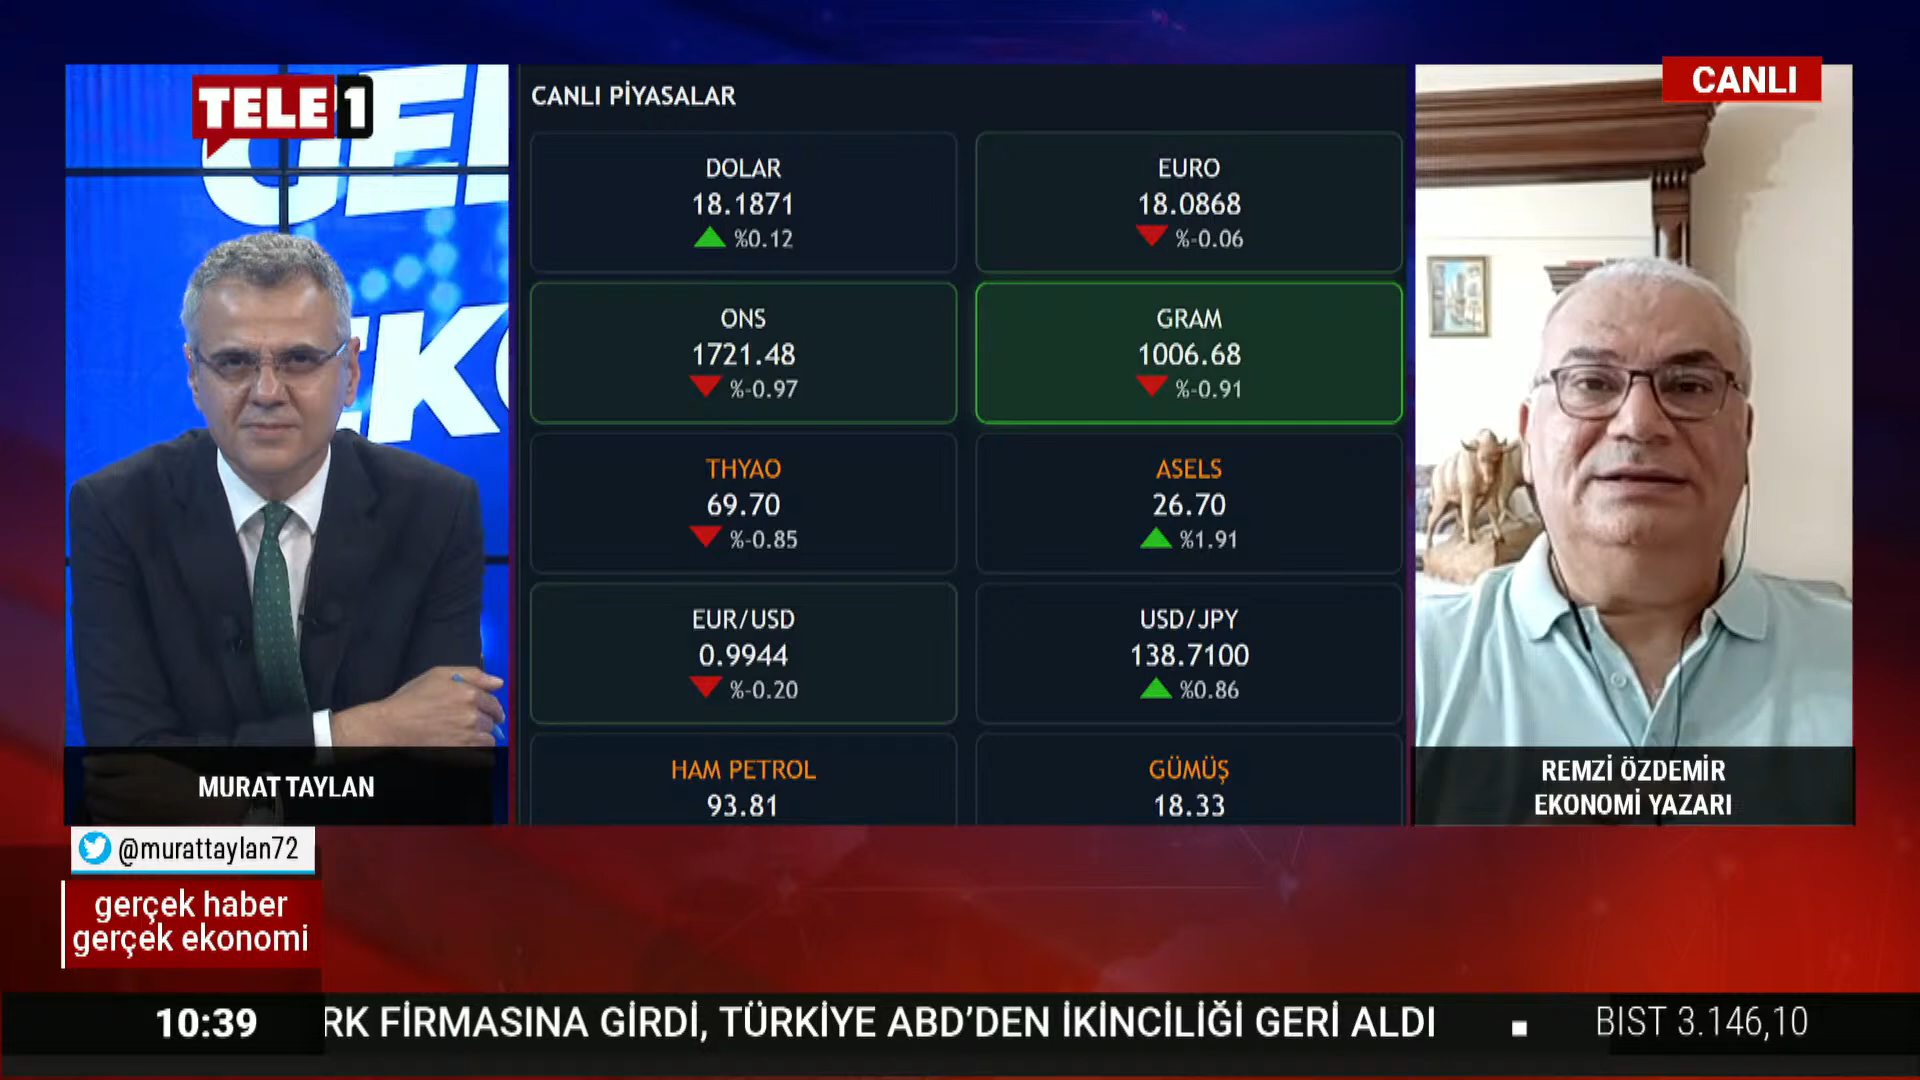 TELE1
GE
EK
CANLI PİYASALAR
DOLAR
18.1871
%0.12
EURO
18.0868
%-0.06
ONS
1721.48
%-0.97
GRAM
1006.68
%-0.91
THYAO
69.70
%-0.85
ASELS
26.70
%1.91
EUR/USD
0.9944
%-0.20
USD/JPY
138.7100
%0.86
HAM PETROL
93.81
GÜMÜŞ
18.33
CANLI
MURAT TAYLAN
REMZİ ÖZDEMİR
EKONOMİ YAZARI
@murattaylan72
gerçek haber
gerçek ekonomi
10:39
RK FİRMASINA GİRDİ, TÜRKİYE ABD’DEN İKİNCİLİĞİ GERİ ALDI
BIST 3.146,10